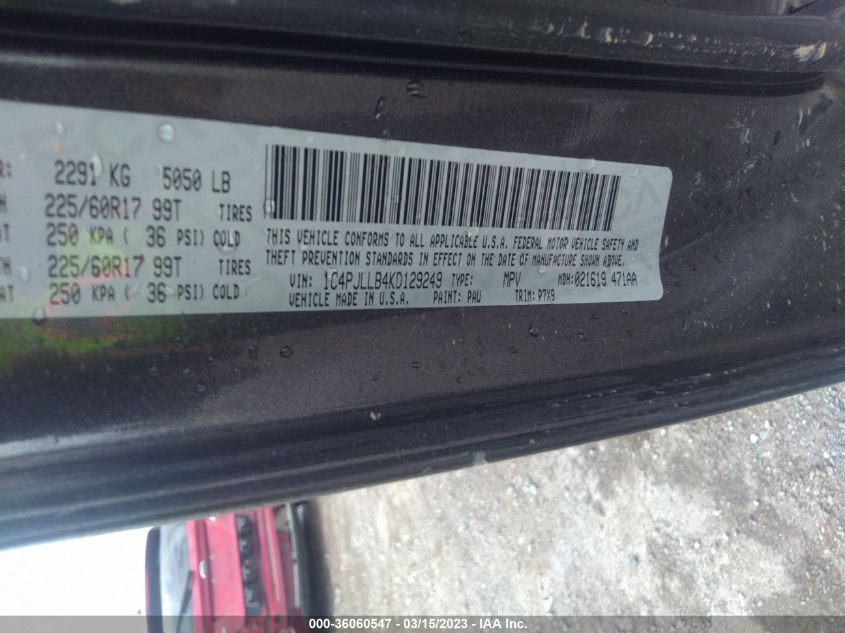 R: 2291 KG 5050 LB
H 225/60R17 99T TIRES
AT 250 KPA ( 36 PSI) COLD
TH 225/60R17 99T TIRES
AT 250 KPA ( 36 PSI) COLD
THIS VEHICLE CONFORMS TO ALL APPLICABLE U.S.A. FEDERAL MOTOR VEHICLE SAFETY AND
THEFT PREVENTION STANDARDS IN EFFECT ON THE DATE OF MANUFACTURE SHOWN ABOVE.
VIN: 1C4PJLLB4KD129249 TYPE: MPV MDH:021619 471AA
VEHICLE MADE IN U.S.A. PAINT: PAU TRIM: P7X9
000-36060547 - 03/15/2023 - IAA Inc.